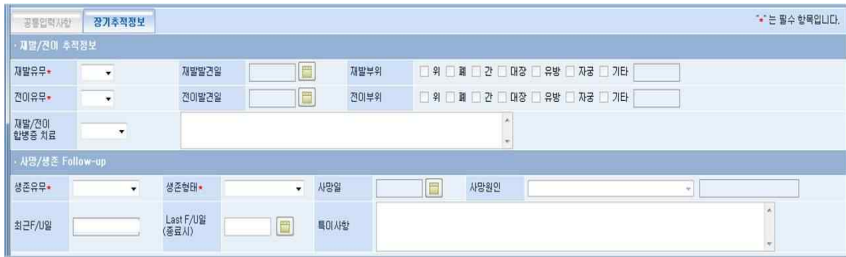 공통입력사항 장기추적정보 "*"는 필수 항목입니다.
· 재발/전이 추적정보
재발유무* 재발발견일 재발부위 위 폐 간 대장 유방 자궁 기타
전이유무* 전이발견일 전이부위 위 폐 간 대장 유방 자궁 기타
재발/전이
합병증 치료
· 사망/생존 Follow-up
생존유무* 생존형태* 사망일 사망원인
최근F/U일 Last F/U일
(종료시) 특이사항